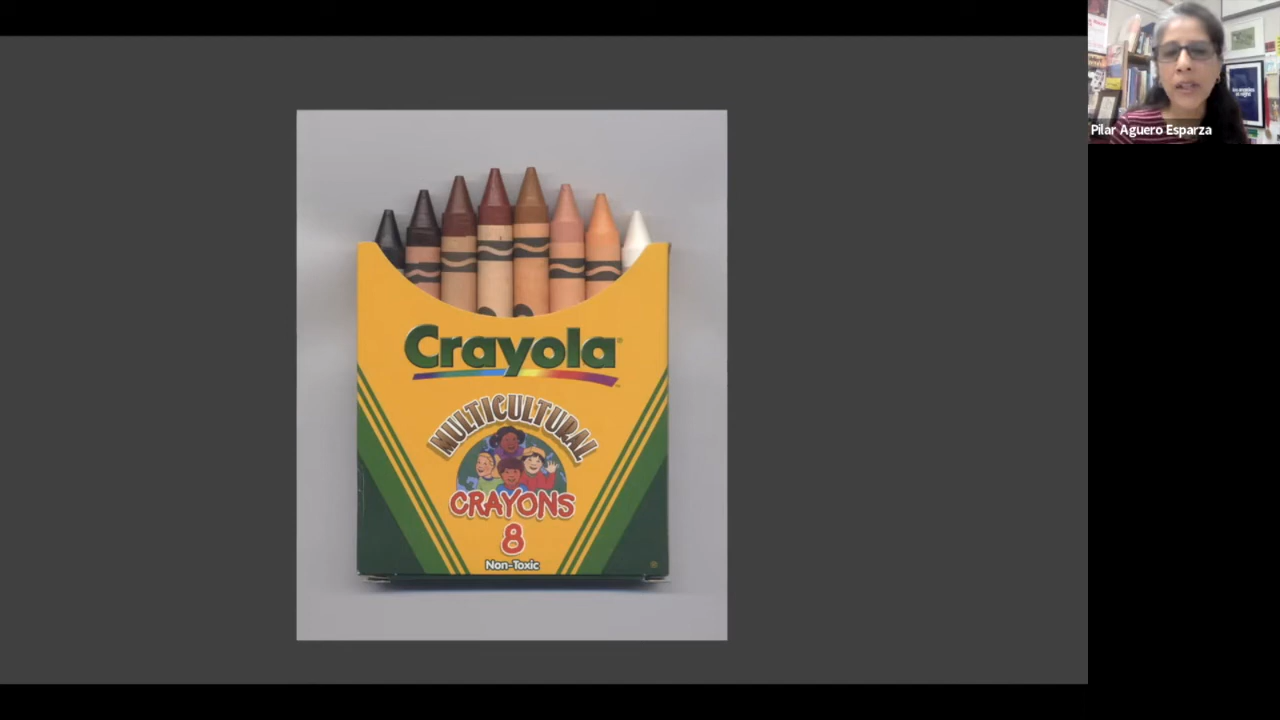 Crayola
MULTICULTURAL
CRAYONS
8
Non-Toxic
Pilar Aguero Esparza